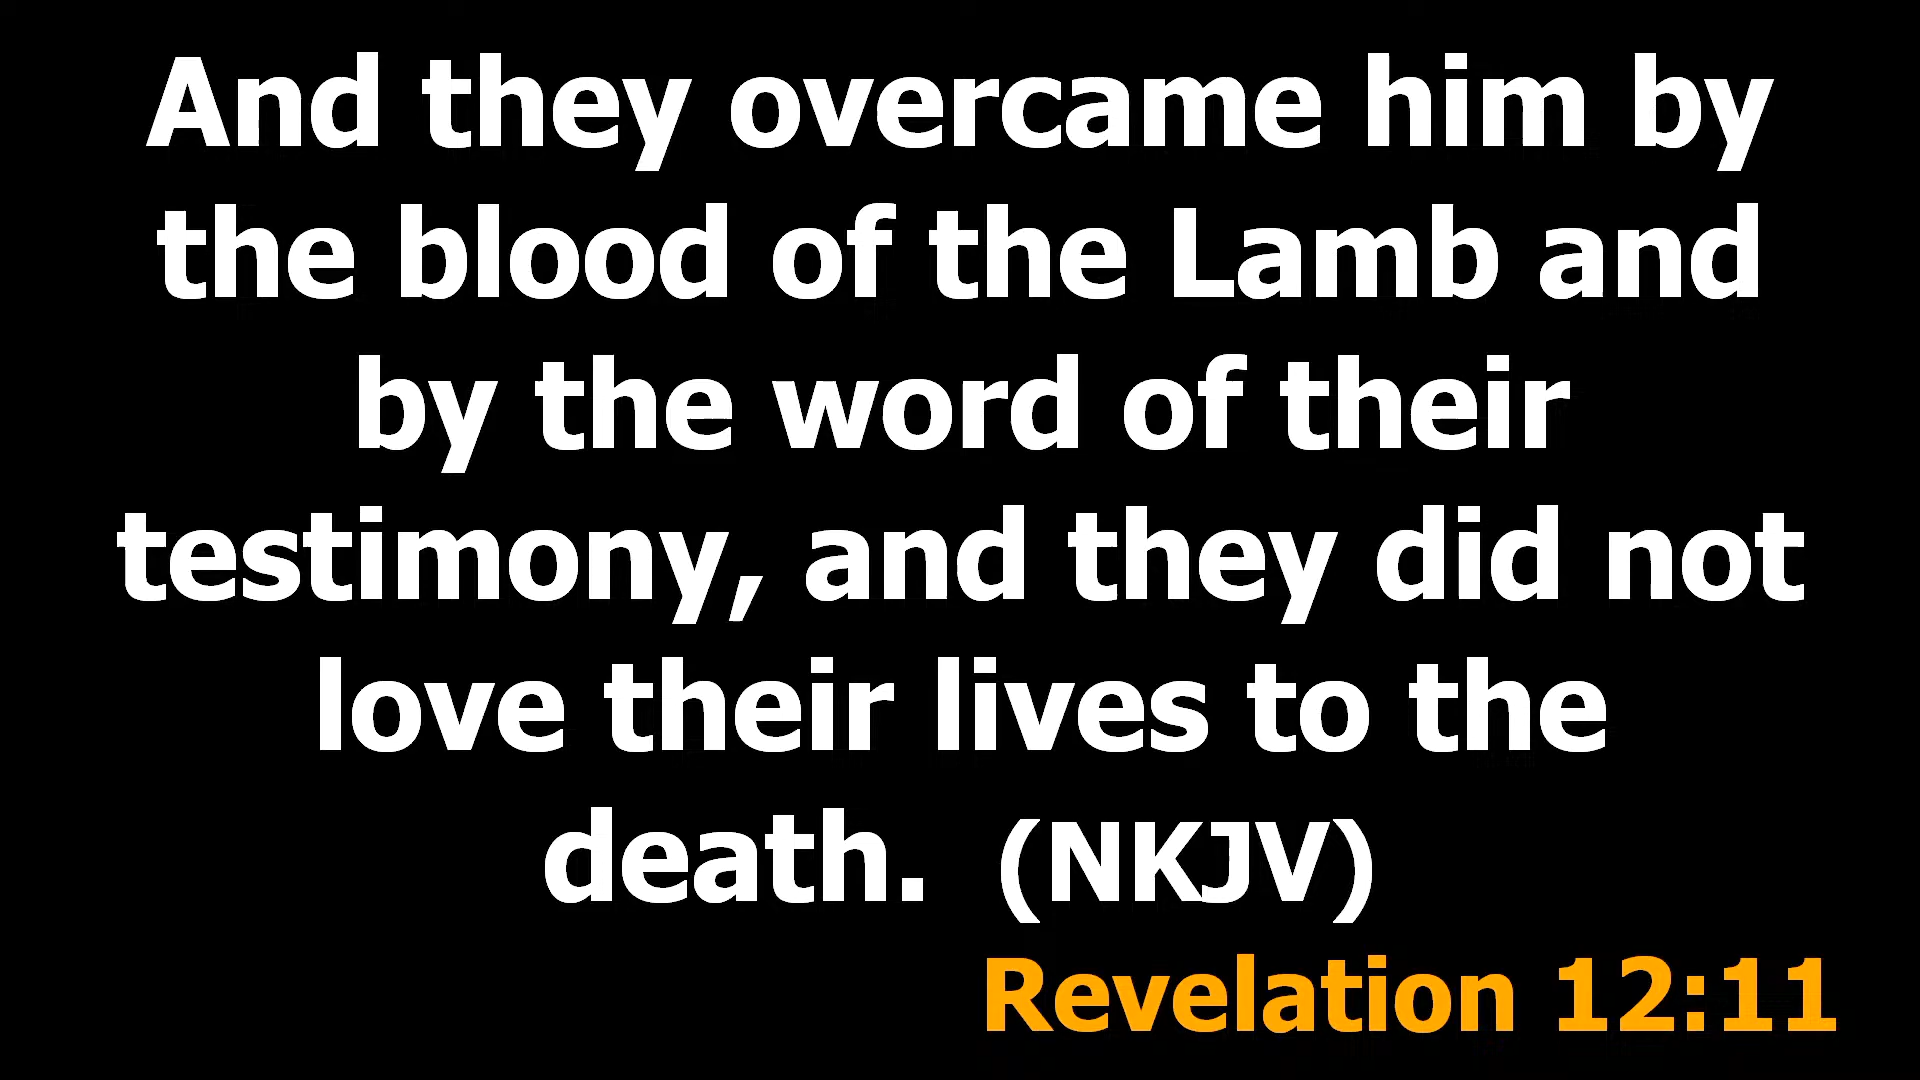 And they overcame him by
the blood of the Lamb and
by the word of their
testimony, and they did not
love their lives to the
death.  (NKJV)
Revelation 12:11